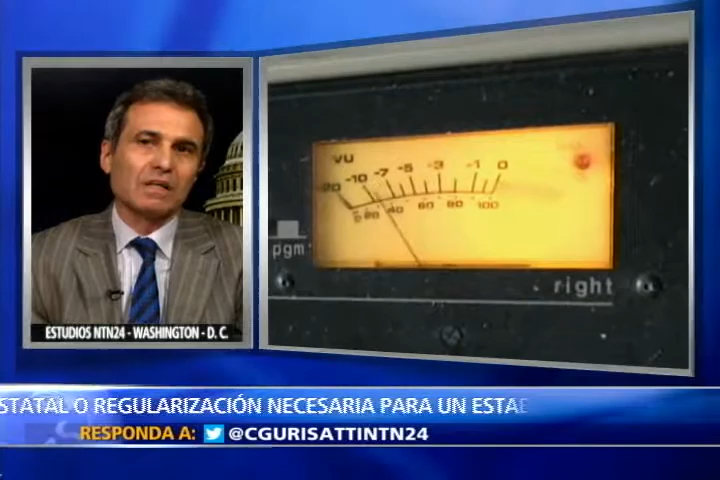 VU
-20 -10 -7 -5 -3 -1 0
0 20 40 60 80 100
pgm
right
ESTUDIOS NTN24 - WASHINGTON - D. C.
STATAL O REGULARIZACIÓN NECESARIA PARA UN ESTA
RESPONDA A: @CGURISATTINTN24